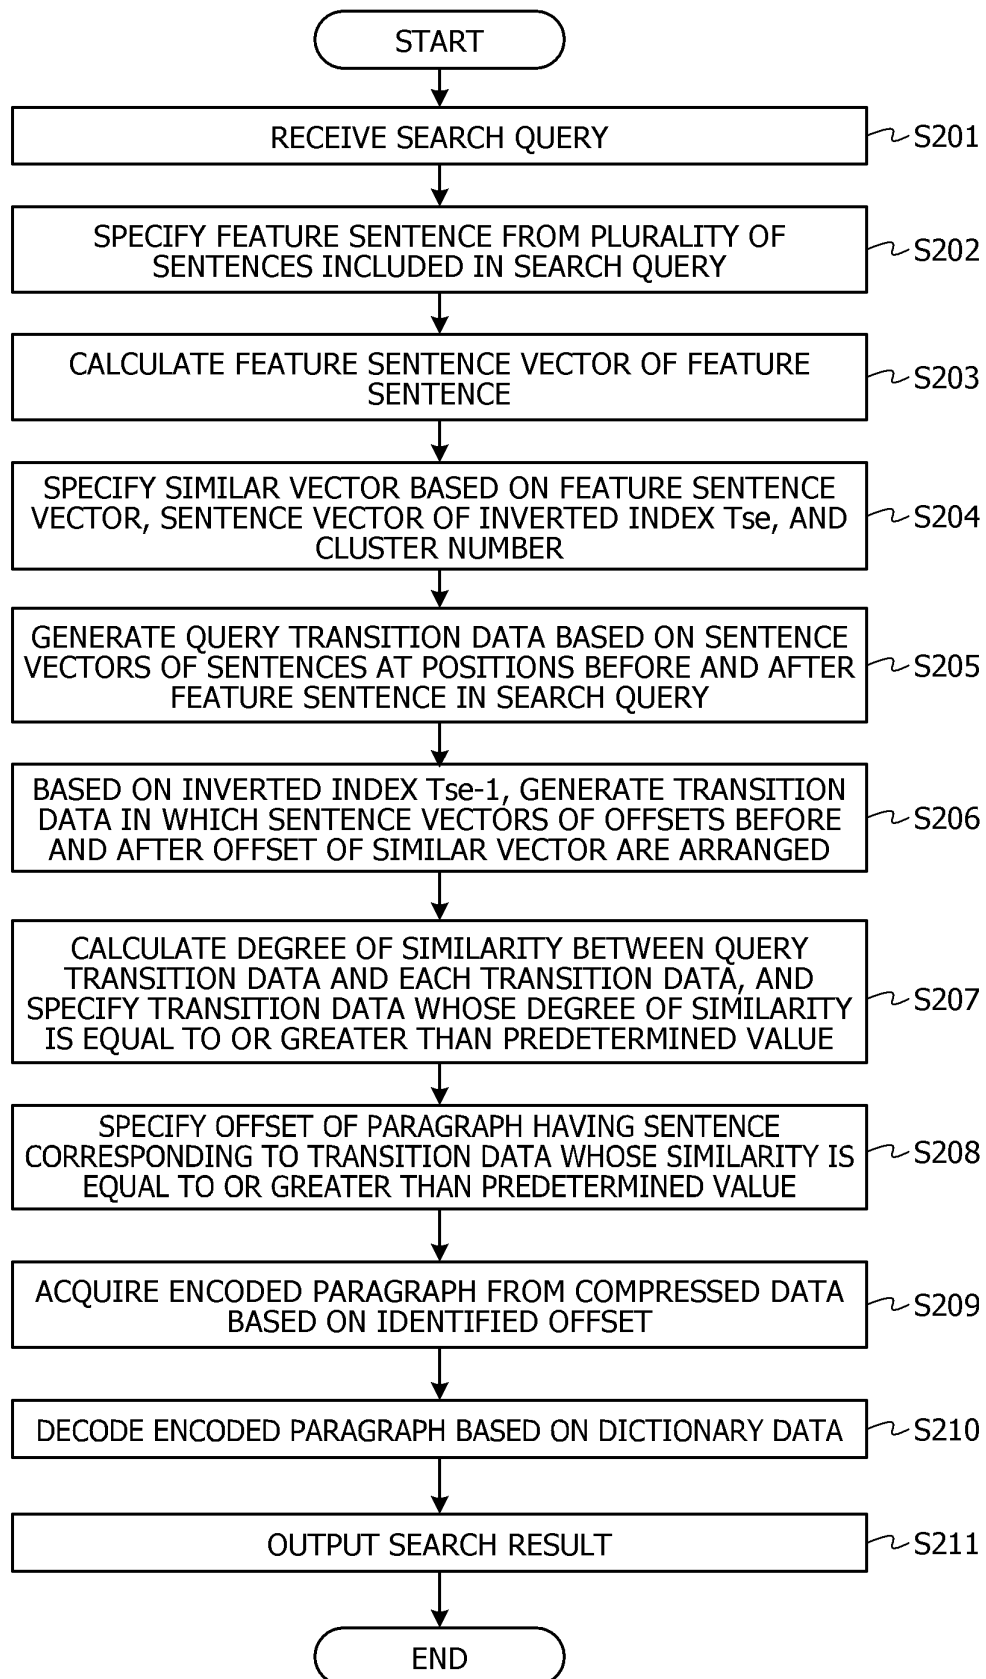 START
RECEIVE SEARCH QUERY
S201
SPECIFY FEATURE SENTENCE FROM PLURALITY OF
SENTENCES INCLUDED IN SEARCH QUERY
S202
CALCULATE FEATURE SENTENCE VECTOR OF FEATURE
SENTENCE
S203
SPECIFY SIMILAR VECTOR BASED ON FEATURE SENTENCE
VECTOR, SENTENCE VECTOR OF INVERTED INDEX Tse, AND
CLUSTER NUMBER
S204
GENERATE QUERY TRANSITION DATA BASED ON SENTENCE
VECTORS OF SENTENCES AT POSITIONS BEFORE AND AFTER
FEATURE SENTENCE IN SEARCH QUERY
S205
BASED ON INVERTED INDEX Tse-1, GENERATE TRANSITION
DATA IN WHICH SENTENCE VECTORS OF OFFSETS BEFORE
AND AFTER OFFSET OF SIMILAR VECTOR ARE ARRANGED
S206
CALCULATE DEGREE OF SIMILARITY BETWEEN QUERY
TRANSITION DATA AND EACH TRANSITION DATA, AND
SPECIFY TRANSITION DATA WHOSE DEGREE OF SIMILARITY
IS EQUAL TO OR GREATER THAN PREDETERMINED VALUE
S207
SPECIFY OFFSET OF PARAGRAPH HAVING SENTENCE
CORRESPONDING TO TRANSITION DATA WHOSE SIMILARITY IS
EQUAL TO OR GREATER THAN PREDETERMINED VALUE
S208
ACQUIRE ENCODED PARAGRAPH FROM COMPRESSED DATA
BASED ON IDENTIFIED OFFSET
S209
DECODE ENCODED PARAGRAPH BASED ON DICTIONARY DATA
S210
OUTPUT SEARCH RESULT
S211
END